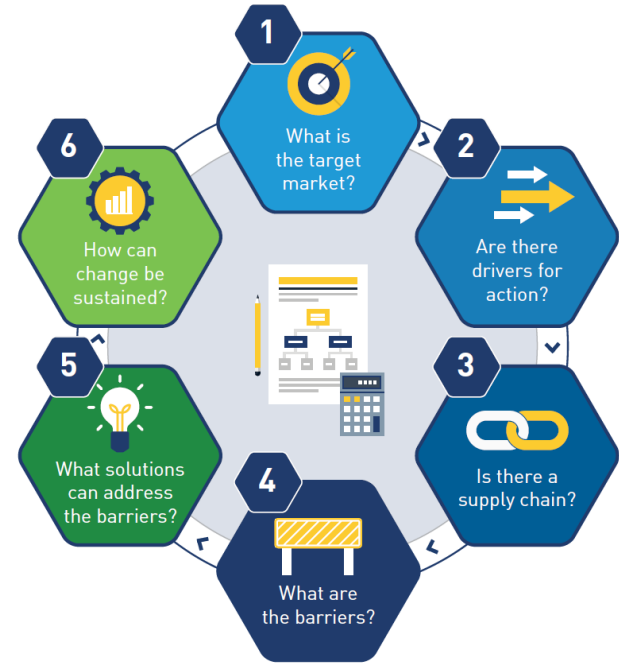 1
What is
the target
market?
2
Are there
drivers for
action?
3
Is there a
supply chain?
4
What are
the barriers?
5
What solutions
can address
the barriers?
6
How can
change be
sustained?